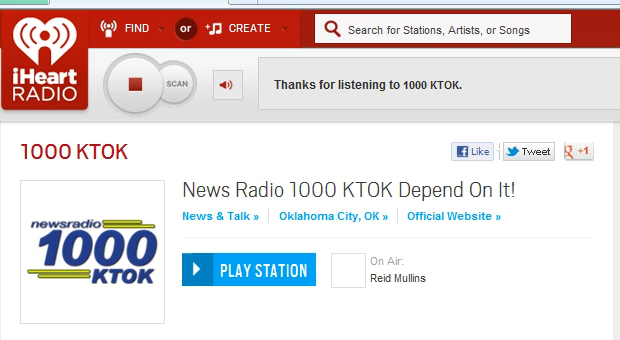 iHeart
RADIO
FIND or CREATE
Search for Stations, Artists, or Songs
SCAN
Thanks for listening to 1000 KTOK.
1000 KTOK
Like
Tweet
g +1
newsradio
1000
KTOK
News Radio 1000 KTOK Depend On It!
News & Talk » Oklahoma City, OK » Official Website »
PLAY STATION
On Air:
Reid Mullins